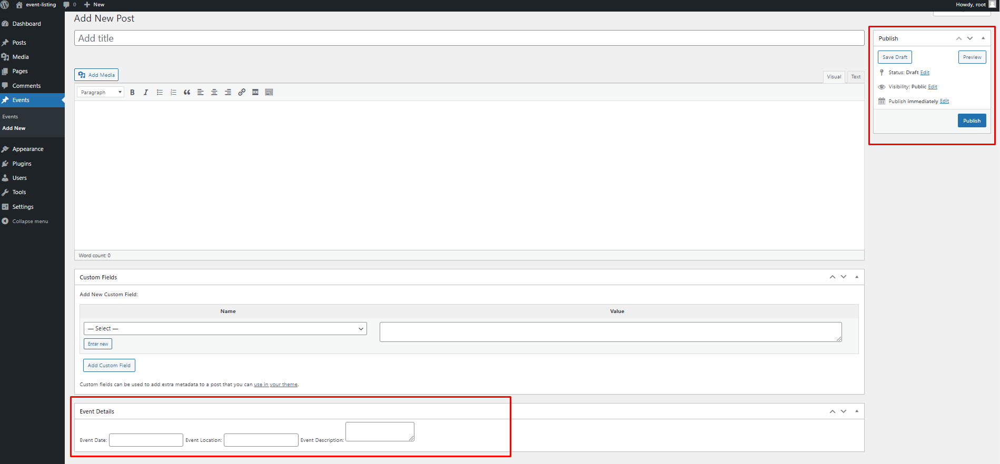 event-listing 0 New
Howdy, root
Dashboard
Posts
Media
Pages
Comments
Events
Events
Add New
Appearance
Plugins
Users
Tools
Settings
Collapse menu
Add New Post
Add title
Add Media
Visual Text
Paragraph
Word count: 0
Custom Fields
Add New Custom Field:
Name Value
— Select —
Enter new
Add Custom Field
Custom fields can be used to add extra metadata to a post that you can use in your theme.
Event Details
Event Date: Event Location: Event Description:
Publish
Save Draft Preview
Status: Draft Edit
Visibility: Public Edit
Publish immediately Edit
Publish